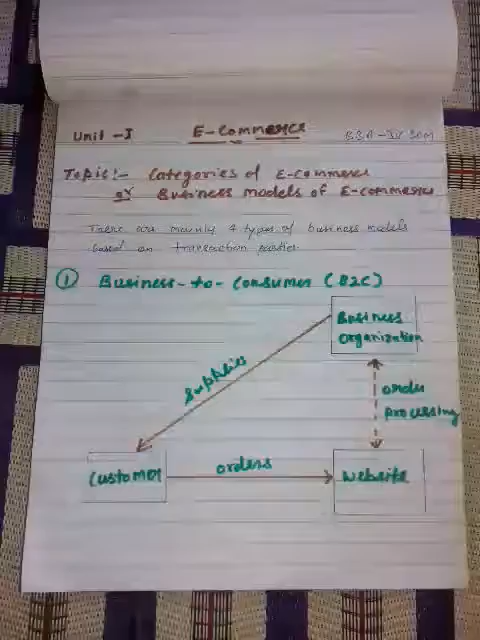 Unit - I
E-Commerce
BBA - IV SEM
Topic:- Categories of E-commerce
or Business models of E-commerce
There are mainly 4 types of business models
based on transaction parties.
① Business-to-Consumer (B2C)
Business
organization
supplies
order
processing
Customer
orders
Website